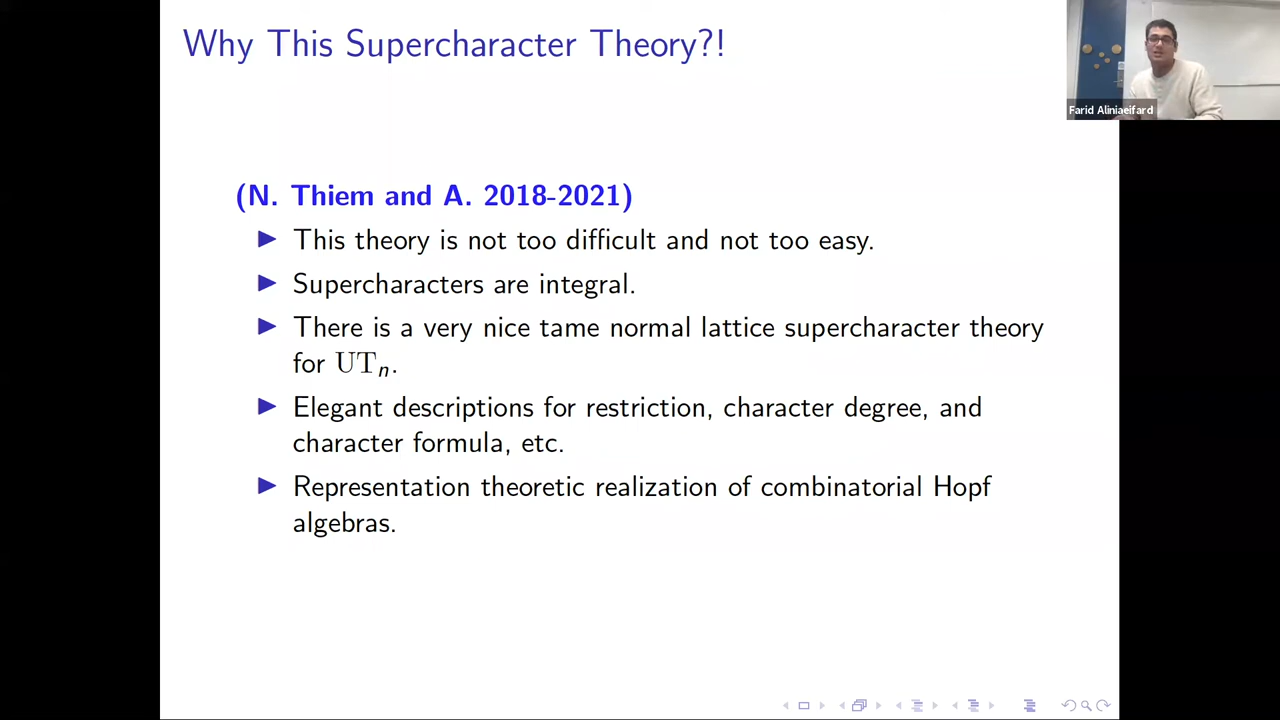 Why This Supercharacter Theory?!
Farid Aliniaeifard
(N. Thiem and A. 2018-2021)
▶ This theory is not too difficult and not too easy.
▶ Supercharacters are integral.
▶ There is a very nice tame normal lattice supercharacter theory
for UTn.
▶ Elegant descriptions for restriction, character degree, and
character formula, etc.
▶ Representation theoretic realization of combinatorial Hopf
algebras.